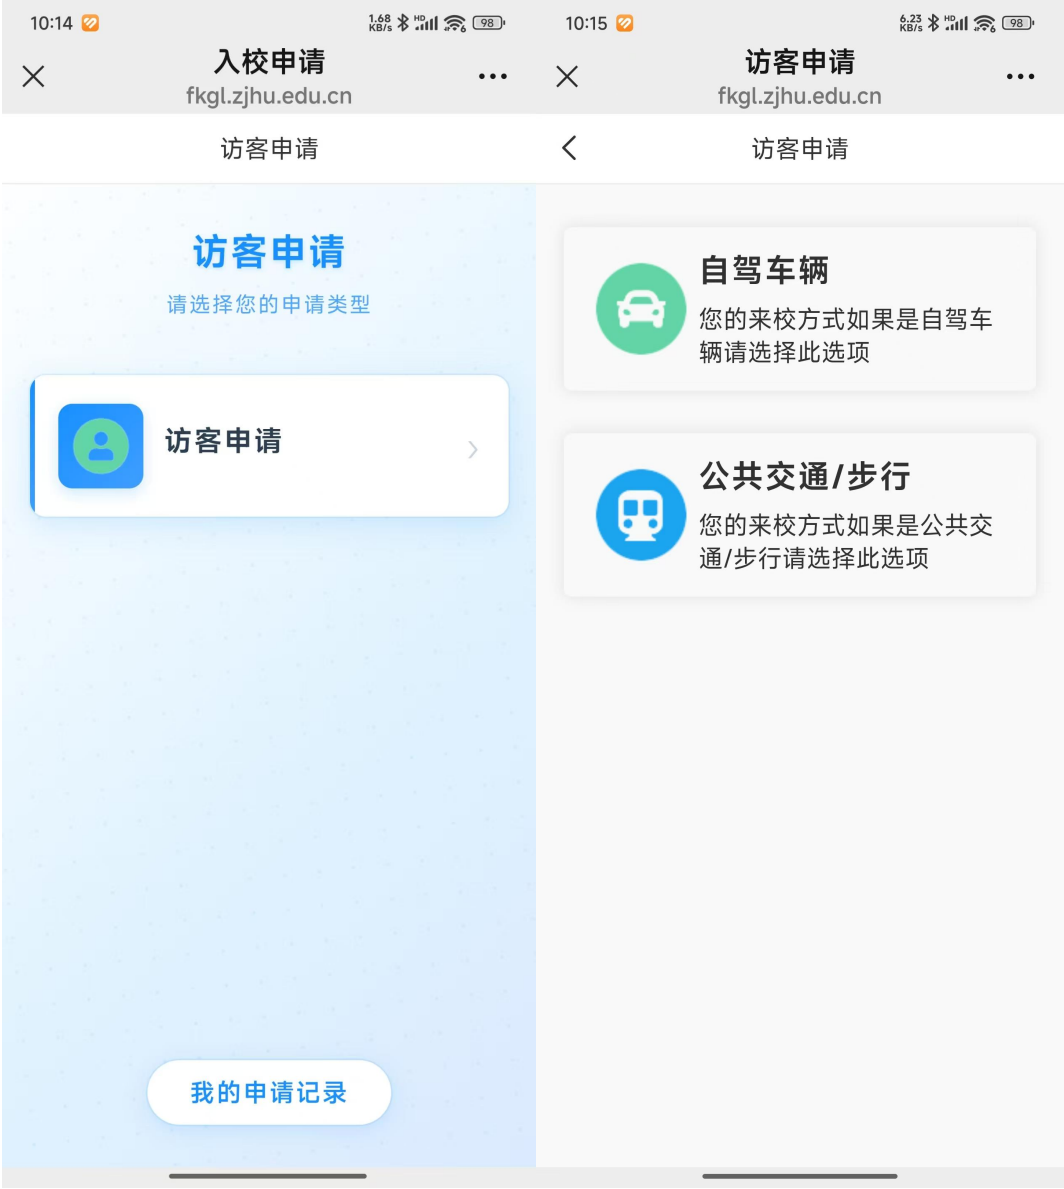 10:14
1.68 KB/s
HD
6
98
入校申请
fkgl.zjhu.edu.cn
访客申请
访客申请
请选择您的申请类型
访客申请
我的申请记录
10:15
6.23 KB/s
HD
6
98
访客申请
fkgl.zjhu.edu.cn
访客申请
自驾车辆
您的来校方式如果是自驾车
辆请选择此选项
公共交通/步行
您的来校方式如果是公共交
通/步行请选择此选项